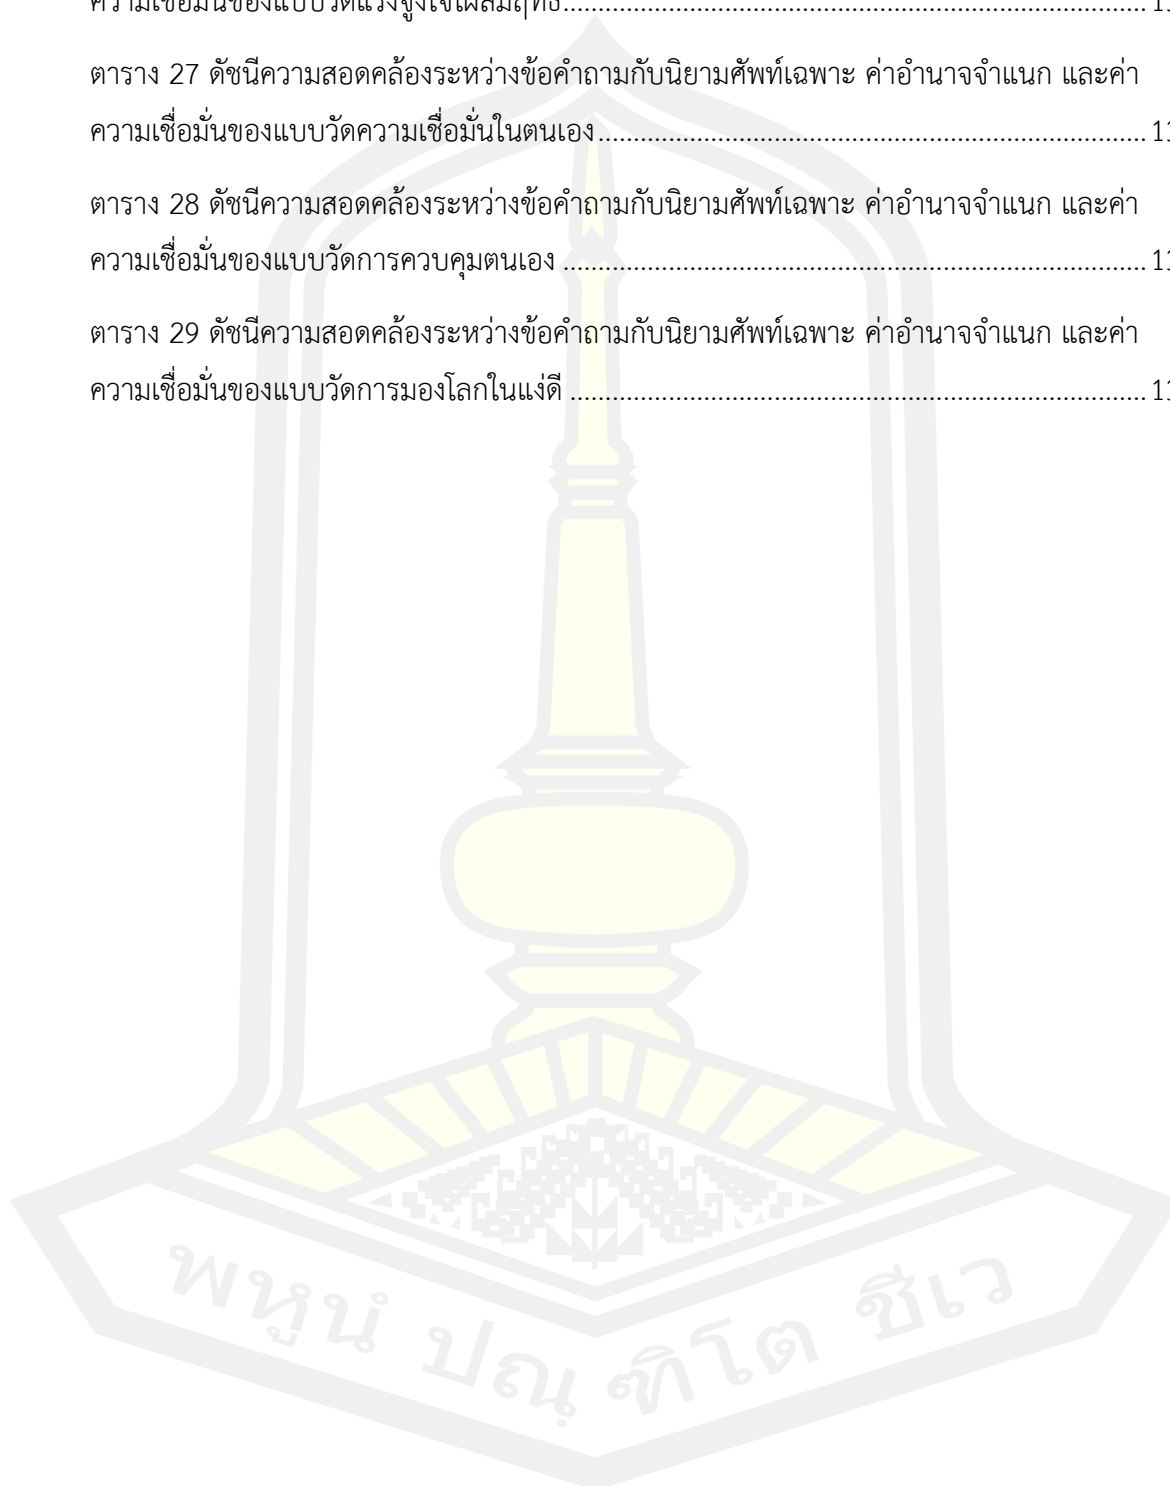 ความเชื่อมั่นของแบบวัดแรงจูงใจใฝ่สัมฤทธิ์........................................................................ 13
ตาราง 27 ดัชนีความสอดคล้องระหว่างข้อคำถามกับนิยามศัพท์เฉพาะ ค่าอำนาจจำแนก และค่า
ความเชื่อมั่นของแบบวัดความเชื่อมั่นในตนเอง.................................................................... 13
ตาราง 28 ดัชนีความสอดคล้องระหว่างข้อคำถามกับนิยามศัพท์เฉพาะ ค่าอำนาจจำแนก และค่า
ความเชื่อมั่นของแบบวัดการควบคุมตนเอง ........................................................................ 13
ตาราง 29 ดัชนีความสอดคล้องระหว่างข้อคำถามกับนิยามศัพท์เฉพาะ ค่าอำนาจจำแนก และค่า
ความเชื่อมั่นของแบบวัดการมองโลกในแง่ดี ....................................................................... 13
พหูนํ ปณฺฑิโต ชีเว